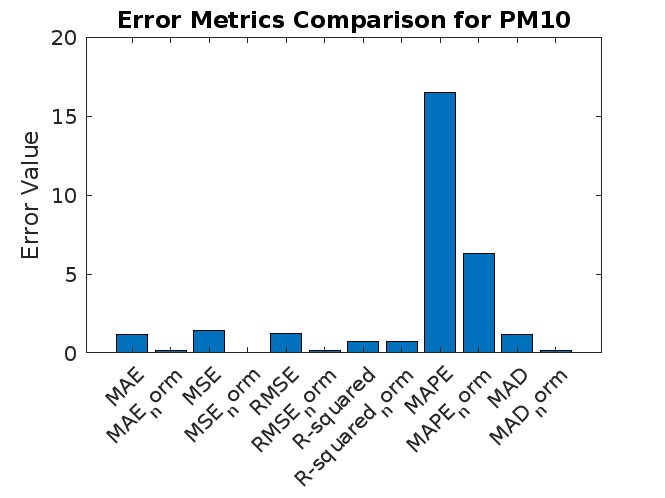 Error Metrics Comparison for PM10
Error Value
20
15
10
5
0
MAE
MAE_norm
MSE
MSE_norm
RMSE
RMSE_norm
R-squared
R-squared_norm
MAPE
MAPE_norm
MAD
MAD_norm